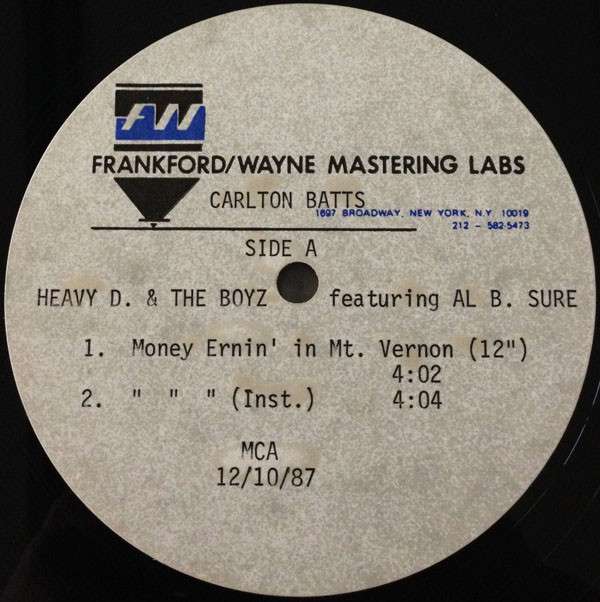 FW
FRANKFORD/WAYNE MASTERING LABS
CARLTON BATTS
1697 BROADWAY, NEW YORK, N.Y. 10019
212 - 582-5473
SIDE A
HEAVY D. & THE BOYZ featuring AL B. SURE
1. Money Ernin' in Mt. Vernon (12")
4:02
2. " " " (Inst.) 4:04
MCA
12/10/87